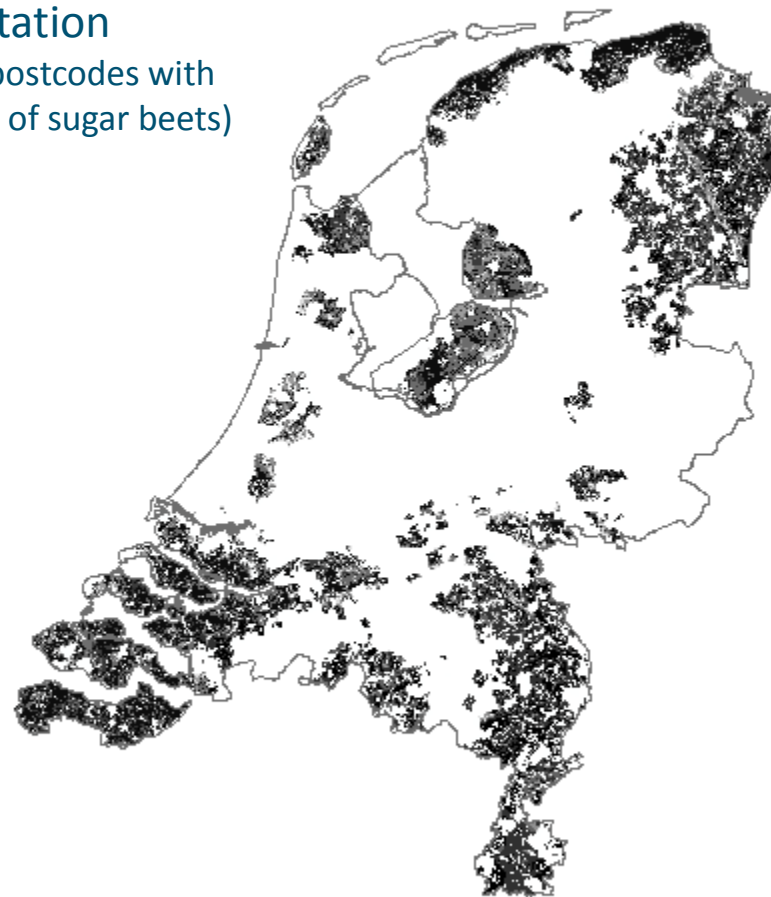 tation
postcodes with
of sugar beets)